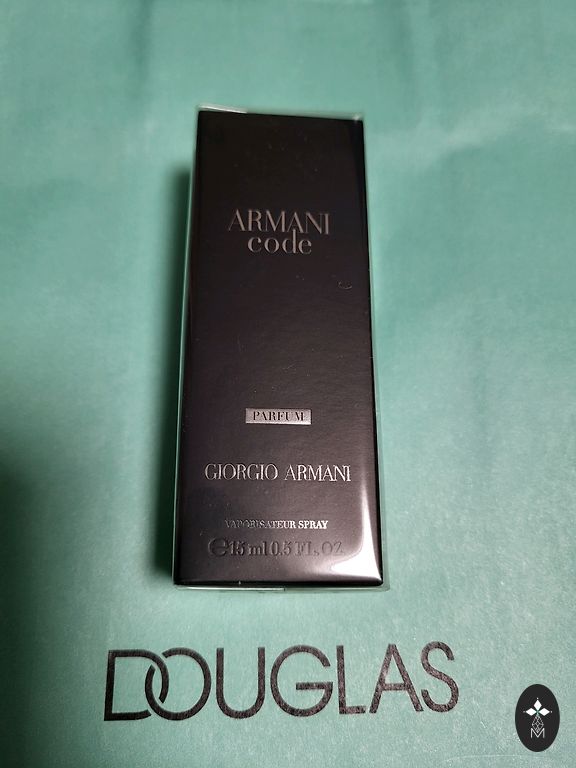 ARMANI
code
PARFUM
GIORGIO ARMANI
VAPORISATEUR SPRAY
℮15 ml 0.5 FL.OZ
DOUGLAS
M